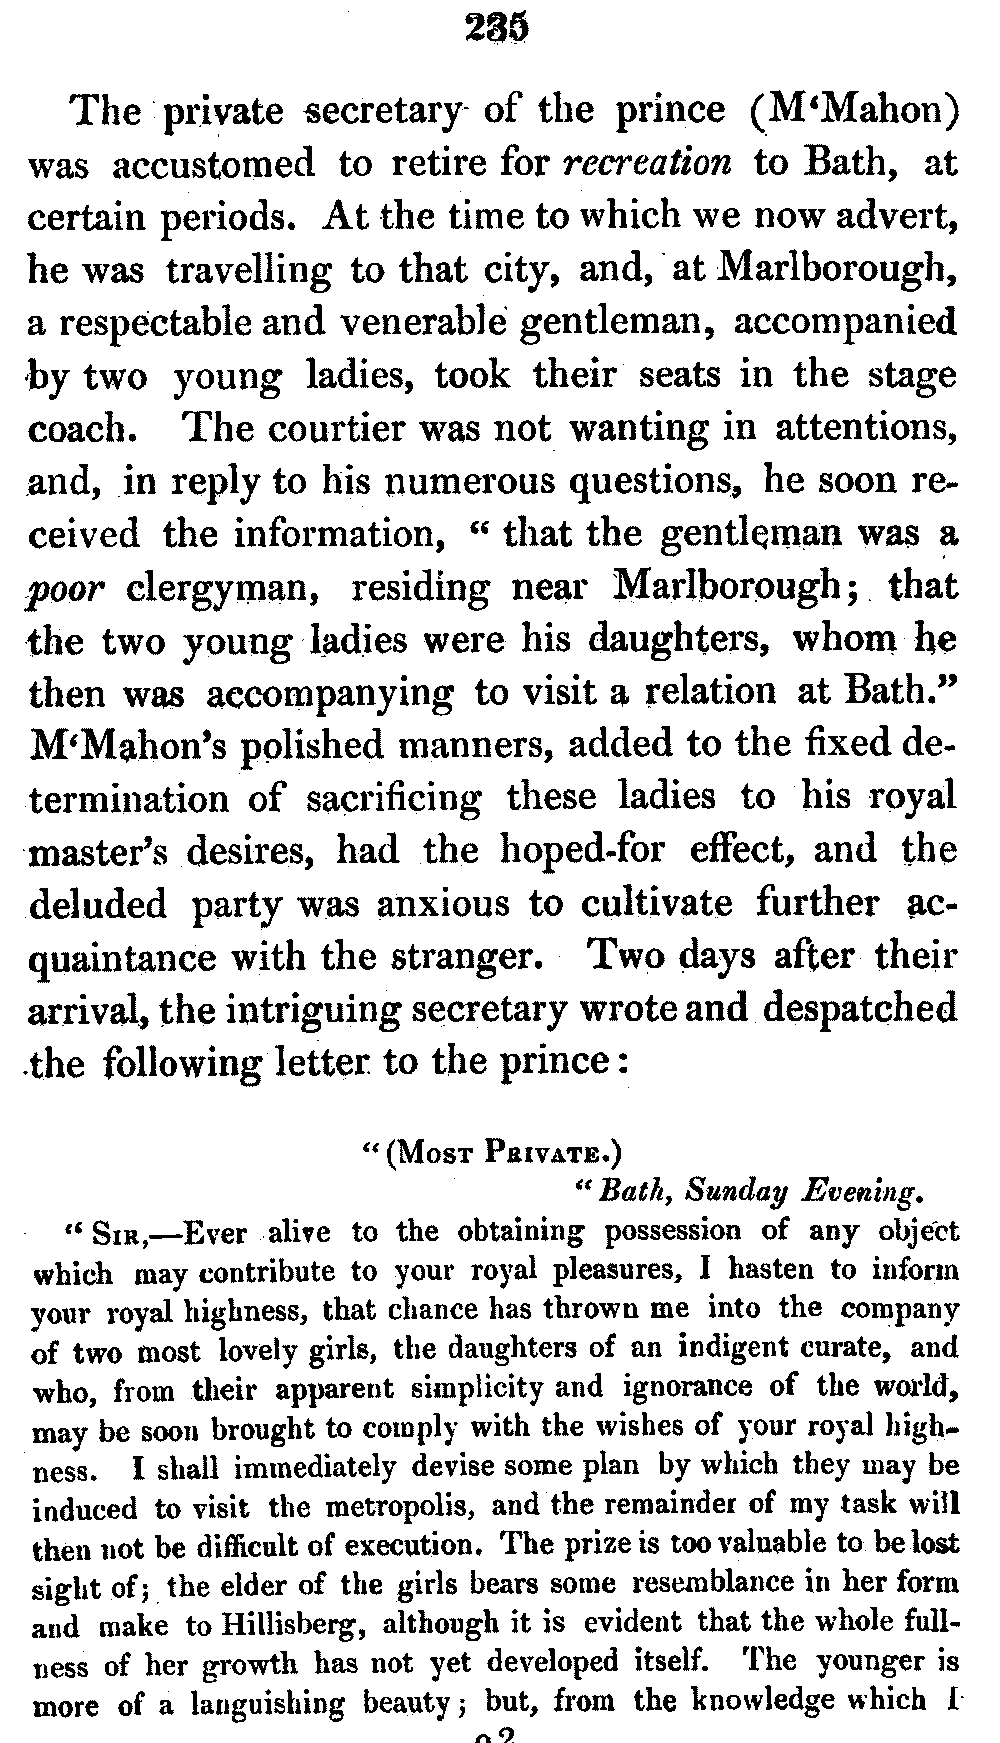 235
The private secretary of the prince (M‘Mahon)
was accustomed to retire for recreation to Bath, at
certain periods. At the time to which we now advert,
he was travelling to that city, and, at Marlborough,
a respectable and venerable gentleman, accompanied
by two young ladies, took their seats in the stage
coach. The courtier was not wanting in attentions,
and, in reply to his numerous questions, he soon re-
ceived the information, “ that the gentleman was a
poor clergyman, residing near Marlborough; that
the two young ladies were his daughters, whom he
then was accompanying to visit a relation at Bath.”
M‘Mahon’s polished manners, added to the fixed de-
termination of sacrificing these ladies to his royal
master’s desires, had the hoped-for effect, and the
deluded party was anxious to cultivate further ac-
quaintance with the stranger. Two days after their
arrival, the intriguing secretary wrote and despatched
the following letter to the prince:
“ (Most Private.)
“ Bath, Sunday Evening.
“ Sir,—Ever alive to the obtaining possession of any object
which may contribute to your royal pleasures, I hasten to inform
your royal highness, that chance has thrown me into the company
of two most lovely girls, the daughters of an indigent curate, and
who, from their apparent simplicity and ignorance of the world,
may be soon brought to comply with the wishes of your royal high-
ness. I shall immediately devise some plan by which they may be
induced to visit the metropolis, and the remainder of my task will
then not be difficult of execution. The prize is too valuable to be lost
sight of; the elder of the girls bears some resemblance in her form
and make to Hillisberg, although it is evident that the whole full-
ness of her growth has not yet developed itself. The younger is
more of a languishing beauty; but, from the knowledge which I
Q 2